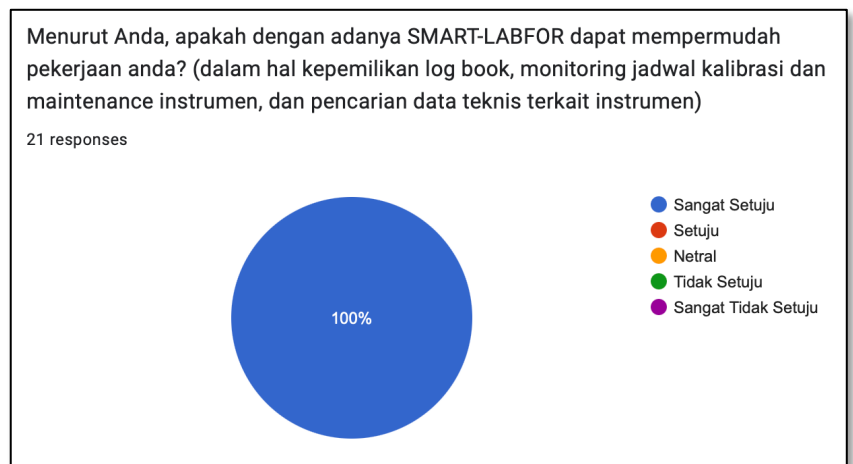 Menurut Anda, apakah dengan adanya SMART-LABFOR dapat mempermudah
pekerjaan anda? (dalam hal kepemilikan log book, monitoring jadwal kalibrasi dan
maintenance instrumen, dan pencarian data teknis terkait instrumen)
21 responses
100%
Sangat Setuju
Setuju
Netral
Tidak Setuju
Sangat Tidak Setuju